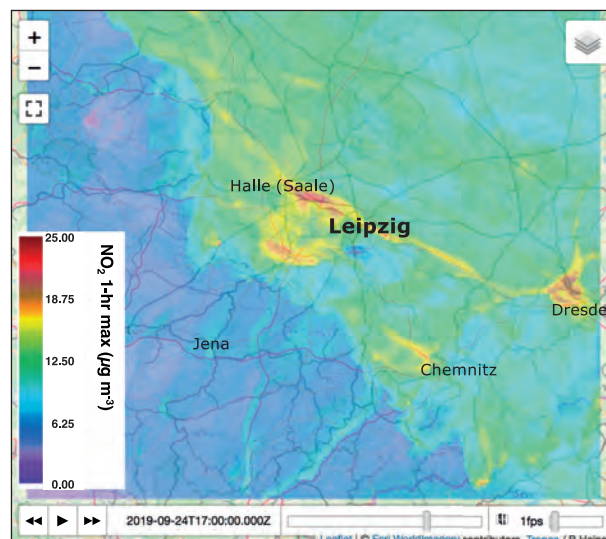 +
−
Halle (Saale)
Leipzig
25.00
18.75
12.50
6.25
0.00
NO₂ 1-hr max (µg m⁻³)
Jena
Dresde
Chemnitz
2019-09-24T17:00:00.000Z
1fps
Leaflet | © Esri WorldImagery contributors,